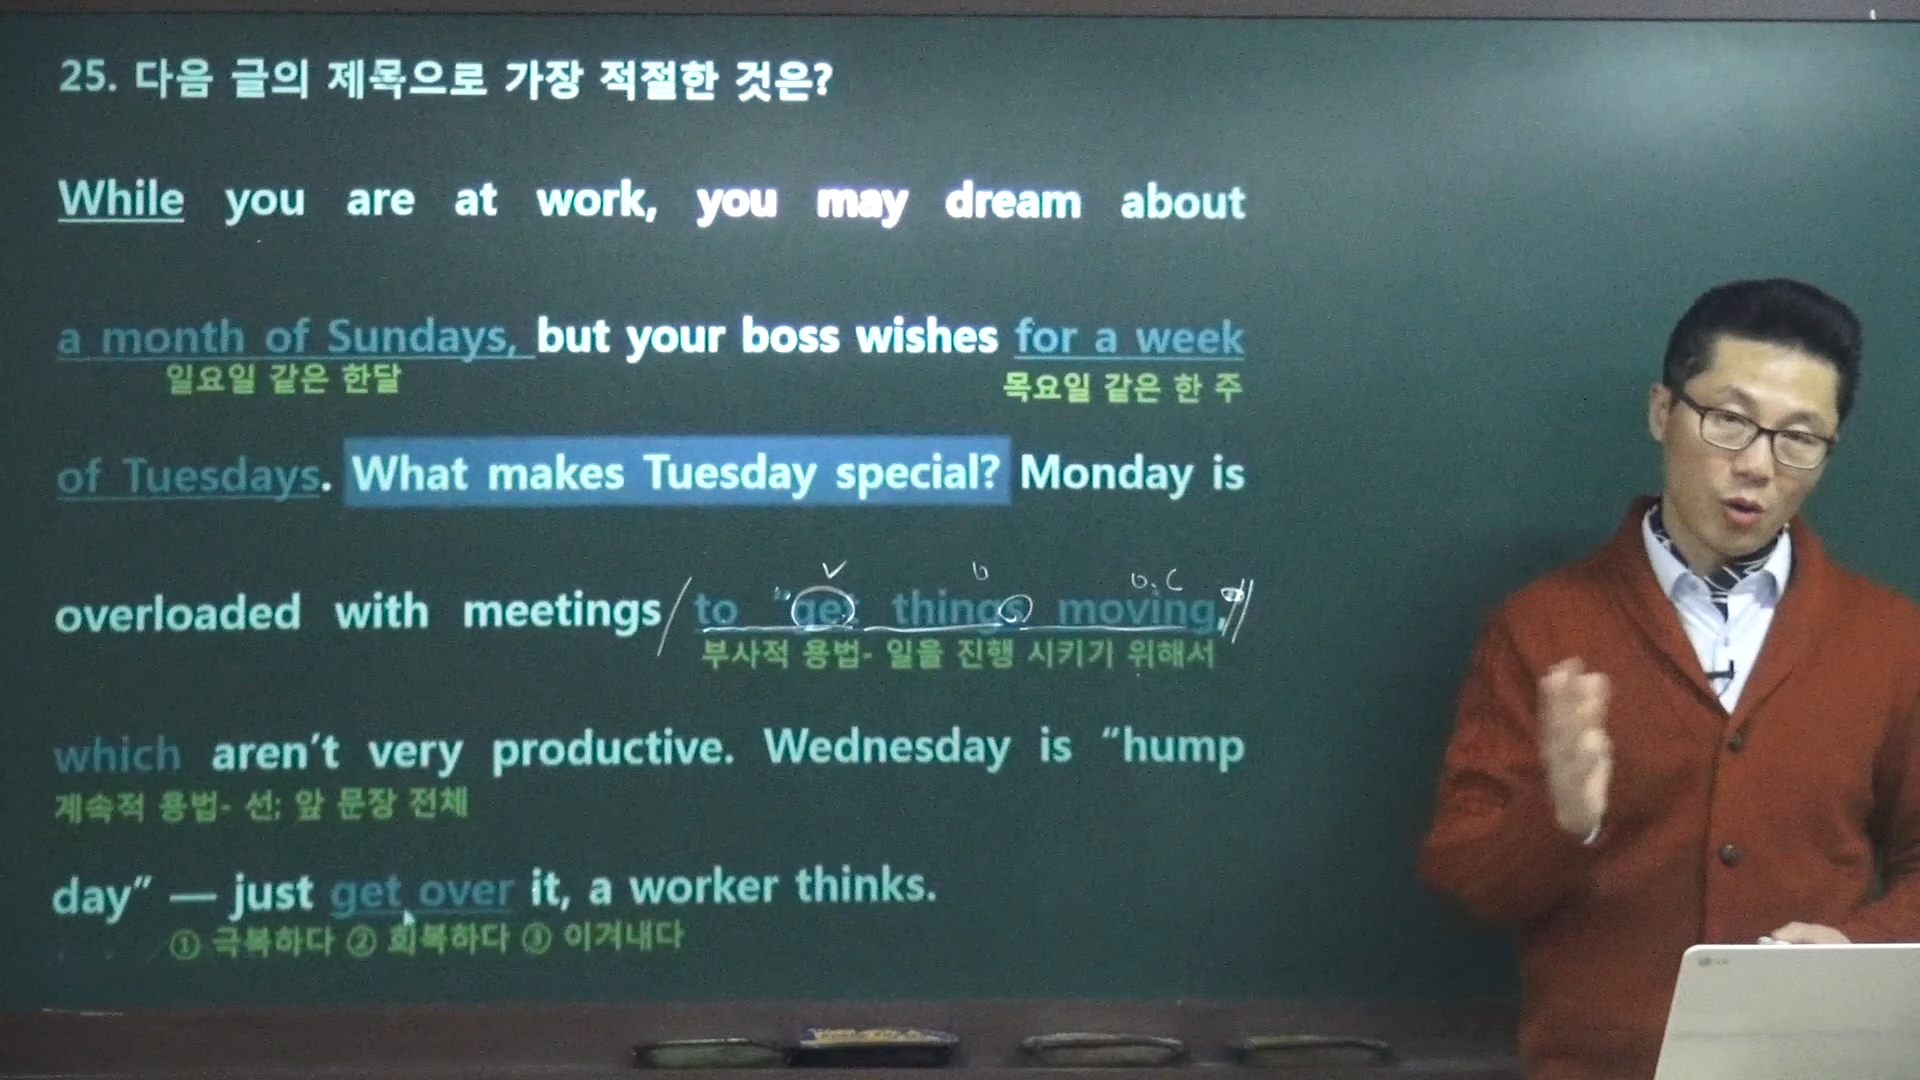 25. 다음 글의 제목으로 가장 적절한 것은?
While you are at work, you may dream about
a month of Sundays, but your boss wishes for a week
일요일 같은 한달 목요일 같은 한 주
of Tuesdays. What makes Tuesday special? Monday is
V o o.c
overloaded with meetings / to "get things moving,"//
부사적 용법- 일을 진행 시키기 위해서
which aren't very productive. Wednesday is “hump
계속적 용법- 선; 앞 문장 전체
day” — just get over it, a worker thinks.
① 극복하다 ② 회복하다 ③ 이겨내다